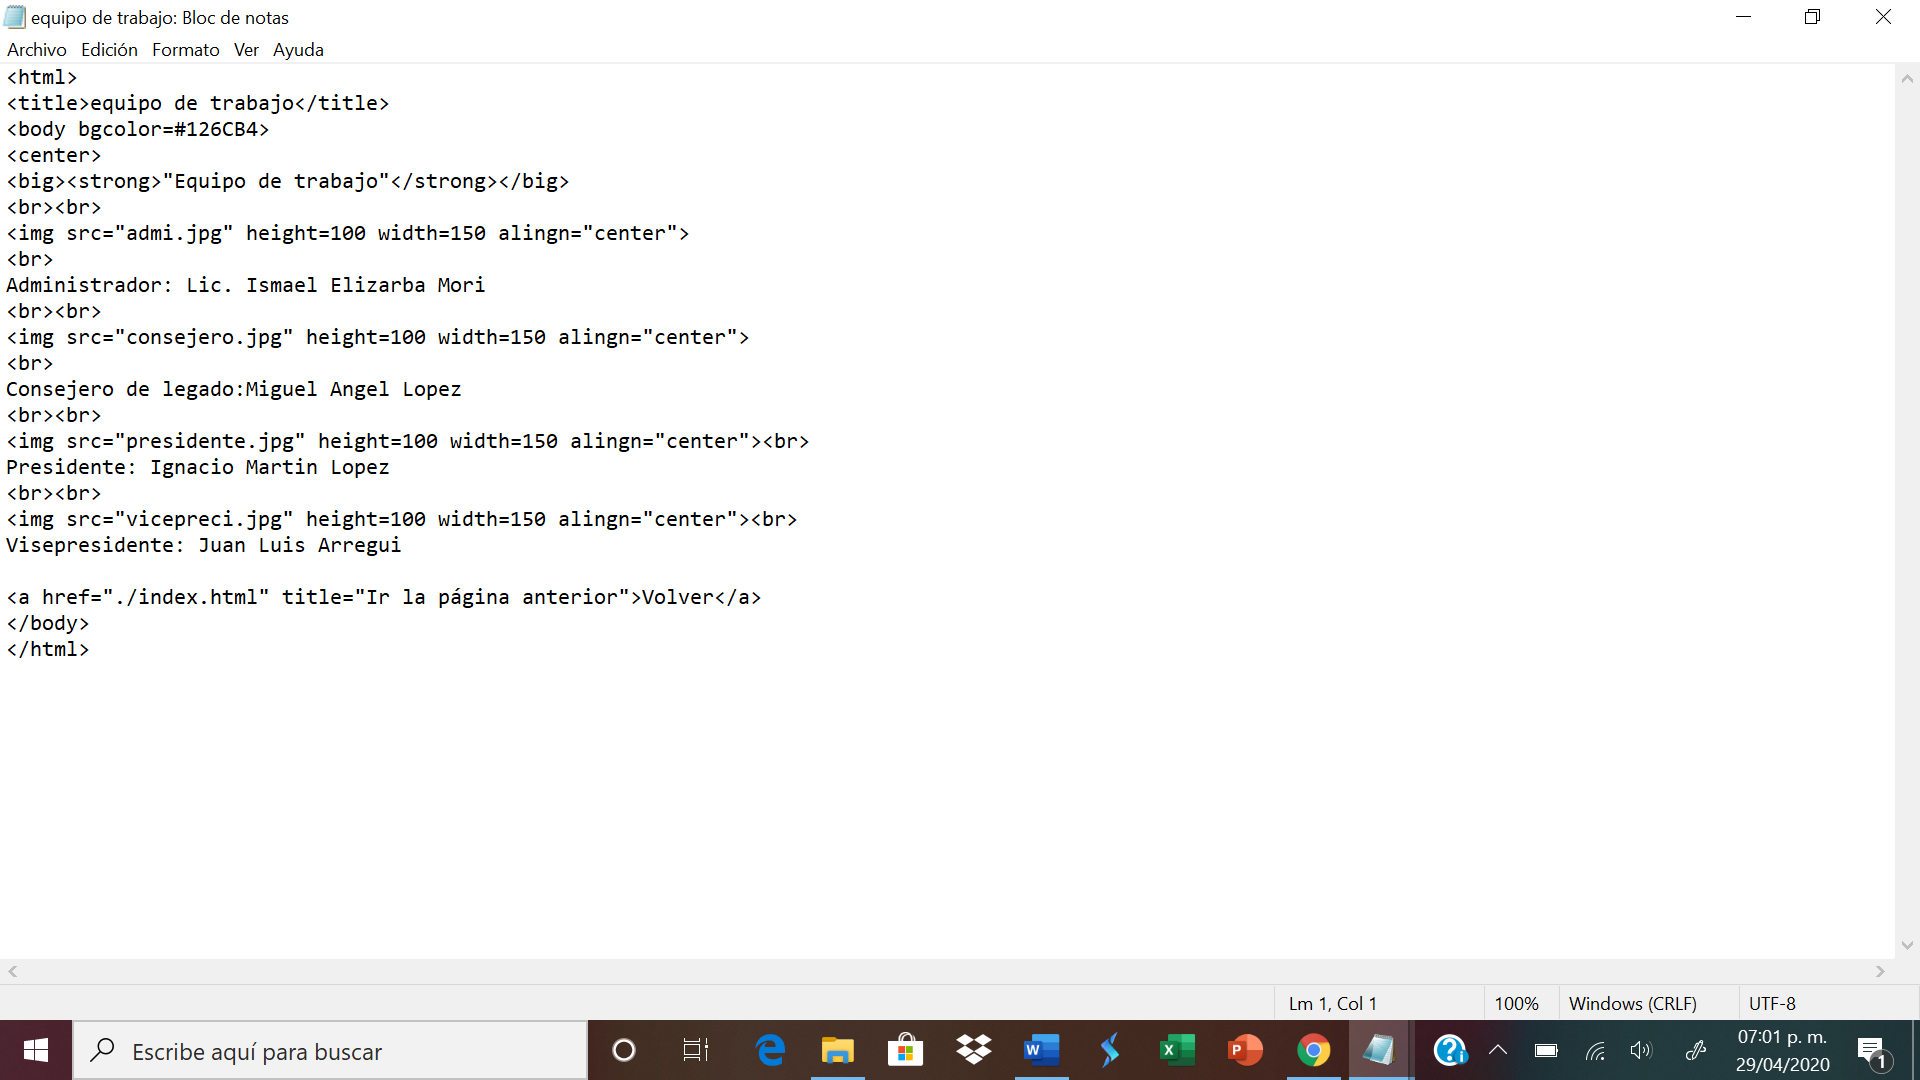 equipo de trabajo: Bloc de notas
Archivo Edición Formato Ver Ayuda
<html>
<title>equipo de trabajo</title>
<body bgcolor=#126CB4>
<center>
<big><strong>"Equipo de trabajo"</strong></big>
<br><br>
<img src="admi.jpg" height=100 width=150 alingn="center">
<br>
Administrador: Lic. Ismael Elizarba Mori
<br><br>
<img src="consejero.jpg" height=100 width=150 alingn="center">
<br>
Consejero de legado:Miguel Angel Lopez
<br><br>
<img src="presidente.jpg" height=100 width=150 alingn="center"><br>
Presidente: Ignacio Martin Lopez
<br><br>
<img src="vicepreci.jpg" height=100 width=150 alingn="center"><br>
Visepresidente: Juan Luis Arregui
<a href="./index.html" title="Ir la página anterior">Volver</a>
</body>
</html>
Lm 1, Col 1 100% Windows (CRLF) UTF-8
Escribe aquí para buscar
07:01 p. m.
29/04/2020
1